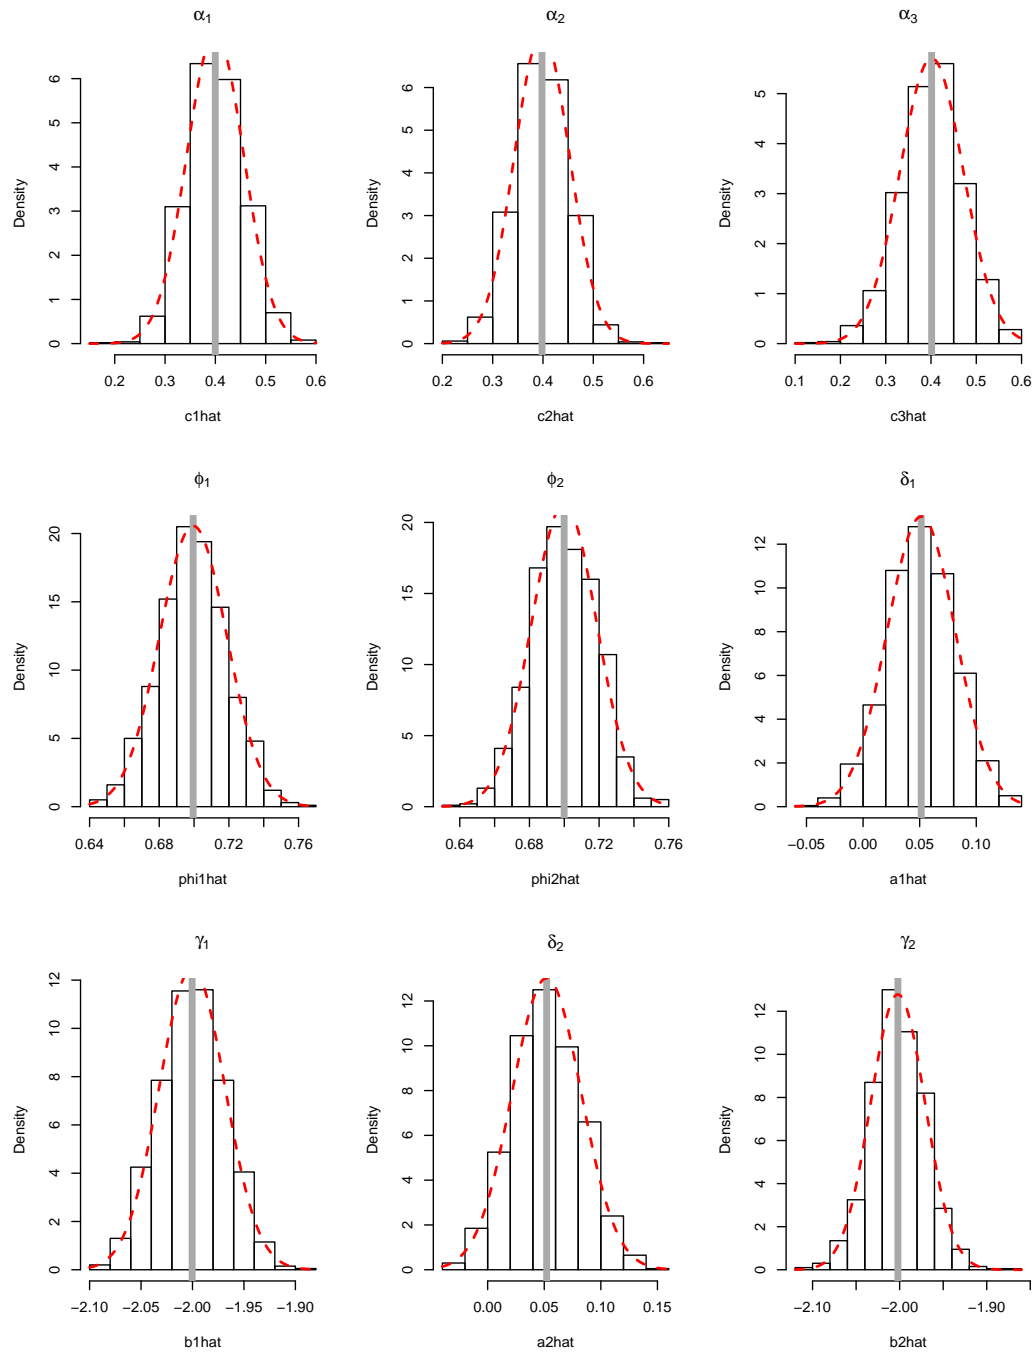 α1
Density
0 1 2 3 4 5 6
0.2 0.3 0.4 0.5 0.6
c1hat
α2
Density
0 1 2 3 4 5 6
0.2 0.3 0.4 0.5 0.6
c2hat
α3
Density
0 1 2 3 4 5
0.1 0.2 0.3 0.4 0.5 0.6
c3hat
ϕ1
Density
0 5 10 15 20
0.64 0.68 0.72 0.76
phi1hat
ϕ2
Density
0 5 10 15 20
0.64 0.68 0.72 0.76
phi2hat
δ1
Density
0 2 4 6 8 10 12
−0.05 0.00 0.05 0.10
a1hat
γ1
Density
0 2 4 6 8 10 12
−2.10 −2.05 −2.00 −1.95 −1.90
b1hat
δ2
Density
0 2 4 6 8 10 12
0.00 0.05 0.10 0.15
a2hat
γ2
Density
0 2 4 6 8 10 12
−2.10 −2.00 −1.90
b2hat